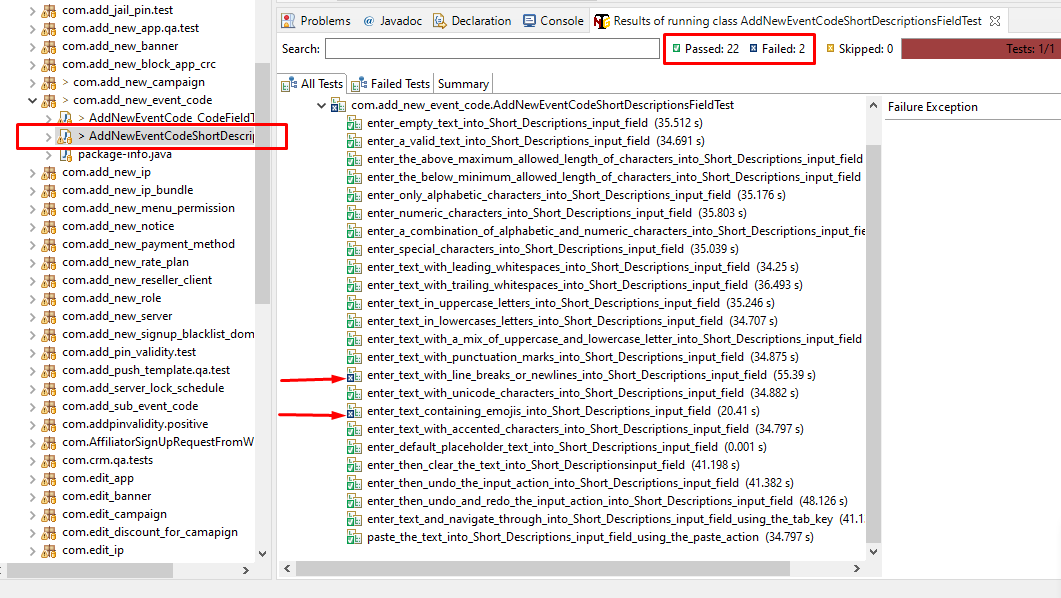 com.add_jail_pin.test
com.add_new_app.qa.test
com.add_new_banner
com.add_new_block_app_crc
> com.add_new_campaign
> com.add_new_event_code
> AddNewEventCode_CodeFieldT
> AddNewEventCodeShortDescrip
package-info.java
com.add_new_ip
com.add_new_ip_bundle
com.add_new_menu_permission
com.add_new_notice
com.add_new_payment_method
com.add_new_rate_plan
com.add_new_reseller_client
com.add_new_role
com.add_new_server
com.add_new_signup_blacklist_dom
com.add_pin_validity.test
com.add_push_template.qa.test
com.add_server_lock_schedule
com.add_sub_event_code
com.addpinvalidity.positive
com.AffiliatorSignUpRequestFromW
com.crm.qa.tests
com.edit_app
com.edit_banner
com.edit_campaign
com.edit_discount_for_camapign
com.edit_ip
Problems @ Javadoc Declaration Console Results of running class AddNewEventCodeShortDescriptionsFieldTest
Search: Passed: 22 Failed: 2 Skipped: 0 Tests: 1/1
All Tests Failed Tests Summary
com.add_new_event_code.AddNewEventCodeShortDescriptionsFieldTest
enter_empty_text_into_Short_Descriptions_input_field (35.512 s)
enter_a_valid_text_into_Short_Descriptions_input_field (34.691 s)
enter_the_above_maximum_allowed_length_of_characters_into_Short_Descriptions_input_field
enter_the_below_minimum_allowed_length_of_characters_into_Short_Descriptions_input_field
enter_only_alphabetic_characters_into_Short_Descriptions_input_field (35.176 s)
enter_numeric_characters_into_Short_Descriptions_input_field (35.803 s)
enter_a_combination_of_alphabetic_and_numeric_characters_into_Short_Descriptions_input_fie
enter_special_characters_into_Short_Descriptions_input_field (35.039 s)
enter_text_with_leading_whitespaces_into_Short_Descriptions_input_field (34.25 s)
enter_text_with_trailing_whitespaces_into_Short_Descriptions_input_field (36.493 s)
enter_text_in_uppercase_letters_into_Short_Descriptions_input_field (35.246 s)
enter_text_in_lowercases_letters_into_Short_Descriptions_input_field (34.707 s)
enter_text_with_a_mix_of_uppercase_and_lowercase_letter_into_Short_Descriptions_input_field
enter_text_with_punctuation_marks_into_Short_Descriptions_input_field (34.875 s)
enter_text_with_line_breaks_or_newlines_into_Short_Descriptions_input_field (55.39 s)
enter_text_with_unicode_characters_into_Short_Descriptions_input_field (34.882 s)
enter_text_containing_emojis_into_Short_Descriptions_input_field (20.41 s)
enter_text_with_accented_characters_into_Short_Descriptions_input_field (34.797 s)
enter_default_placeholder_text_into_Short_Descriptions_input_field (0.001 s)
enter_then_clear_the_text_into_Short_Descriptionsinput_field (41.198 s)
enter_then_undo_the_input_action_into_Short_Descriptions_input_field (41.382 s)
enter_then_undo_and_redo_the_input_action_into_Short_Descriptions_input_field (48.126 s)
enter_text_and_navigate_through_into_Short_Descriptions_input_field_using_the_tab_key (41.1
paste_the_text_into_Short_Descriptions_input_field_using_the_paste_action (34.797 s)
Failure Exception